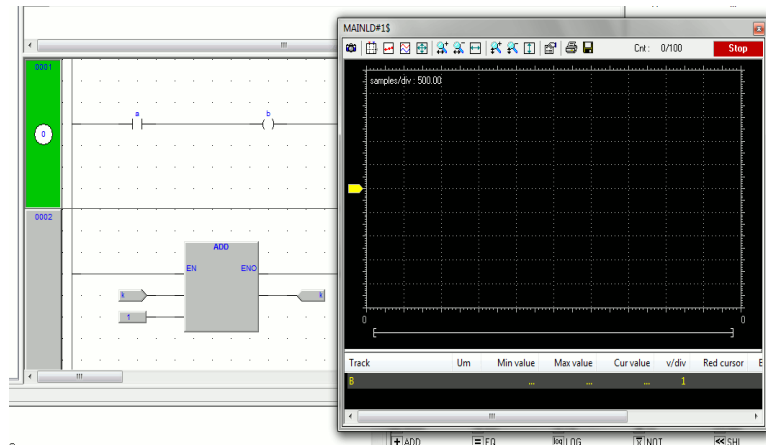 MAINLD#1$
Cnt : 0/100 Stop
samples/div : 500.00
0001
a b
0
0002
ADD
EN ENO
k k
1
0 0
Track Um Min value Max value Cur value v/div Red cursor
B ... ... ... 1
ADD EQ LOG NOT SHL